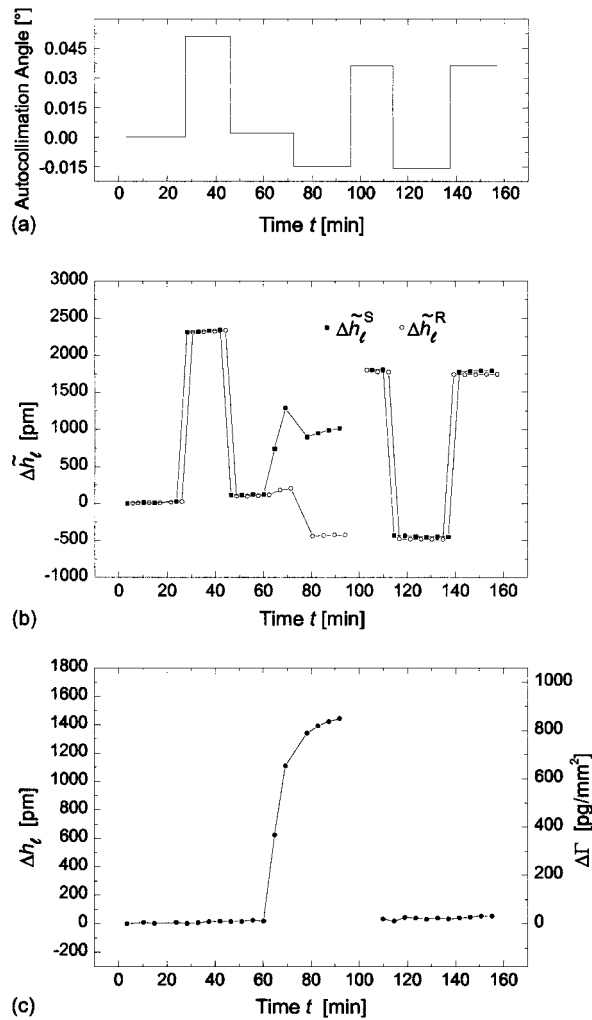 Autocollimation Angle [°]
0.045
0.03
0.00
-0.015
0 20 40 60 80 100 120 140 160
(a)
Time t [min]
3000
2500
2000
1500
1000
500
0
-500
-1000
Δh̃ℓ [pm]
Δh̃ℓS Δh̃ℓR
0 20 40 60 80 100 120 140 160
(b)
Time t [min]
1800
1600
1400
1200
1000
800
600
400
200
0
-200
Δhℓ [pm]
1000
800
600
400
200
0
ΔΓ [pg/mm²]
0 20 40 60 80 100 120 140 160
(c)
Time t [min]